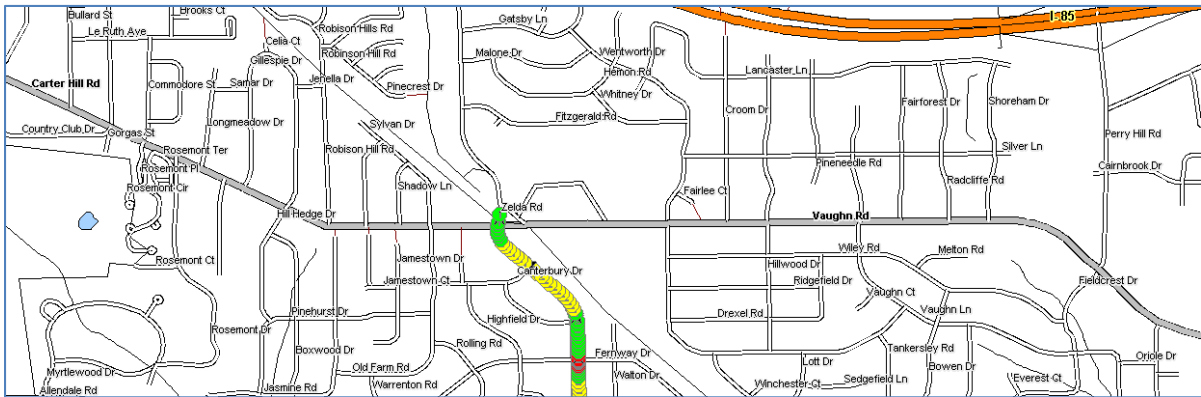 Bullard St
Brooks Ct
Le Ruth Ave
Celia Ct
Gillespie Dr
Robison Hills Rd
Robinson Hill Rd
Gatsby Ln
Malone Dr
Wentworth Dr
Hemon Rd
Whitney Dr
Lancaster Ln
I-85
Carter Hill Rd
Commodore St
Samar Dr
Jenella Dr
Pinecrest Dr
Fitzgerald Rd
Croom Dr
Fairforest Dr
Shoreham Dr
Country Club Dr
Gorgas St
Longmeadow Dr
Sylvan Dr
Perry Hill Rd
Rosemont Ter
Robison Hill Rd
Silver Ln
Rosemont Pl
Pineneedle Rd
Cairnbrook Dr
Rosemont Cir
Shadow Ln
Fairlee Ct
Radcliffe Rd
Hill Hedge Dr
Zelda Rd
Vaughn Rd
Rosemont Ct
Jamestown Dr
Canterbury Dr
Wiley Rd
Melton Rd
Hillwood Dr
Jamestown Ct
Ridgefield Dr
Fieldcrest Dr
Vaughn Ct
Pinehurst Dr
Highfield Dr
Drexel Rd
Vaughn Ln
Rosemont Dr
Rolling Rd
Boxwood Dr
Fernway Dr
Tankersley Rd
Oriole Dr
Myrtlewood Dr
Old Farm Rd
Walton Dr
Lott Dr
Bowen Dr
Allendale Rd
Jasmine Rd
Warrenton Rd
Winchester Ct
Sedgefield Ln
Everest Ct